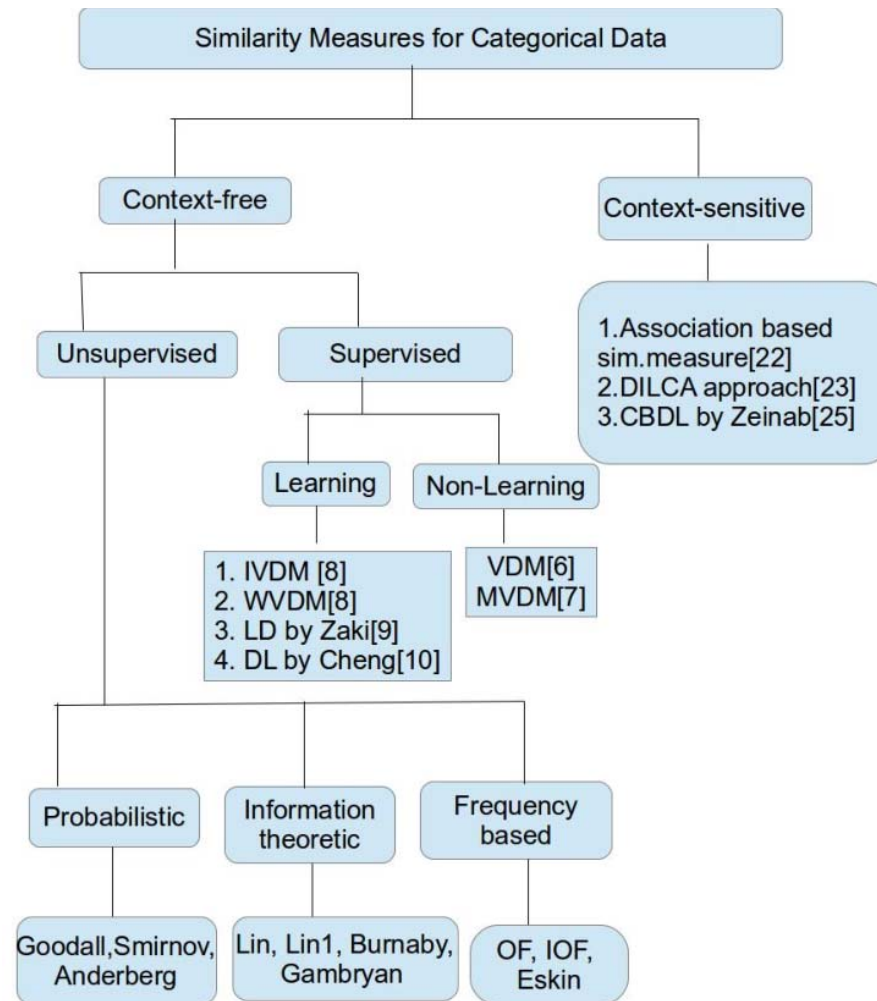 Similarity Measures for Categorical Data
Context-free
Context-sensitive
Unsupervised
Supervised
1.Association based
sim.measure[22]
2.DILCA approach[23]
3.CBDL by Zeinab[25]
Learning
Non-Learning
1. IVDM [8]
2. WVDM[8]
3. LD by Zaki[9]
4. DL by Cheng[10]
VDM[6]
MVDM[7]
Probabilistic
Information
theoretic
Frequency
based
Goodall,Smirnov,
Anderberg
Lin, Lin1, Burnaby,
Gambryan
OF, IOF,
Eskin